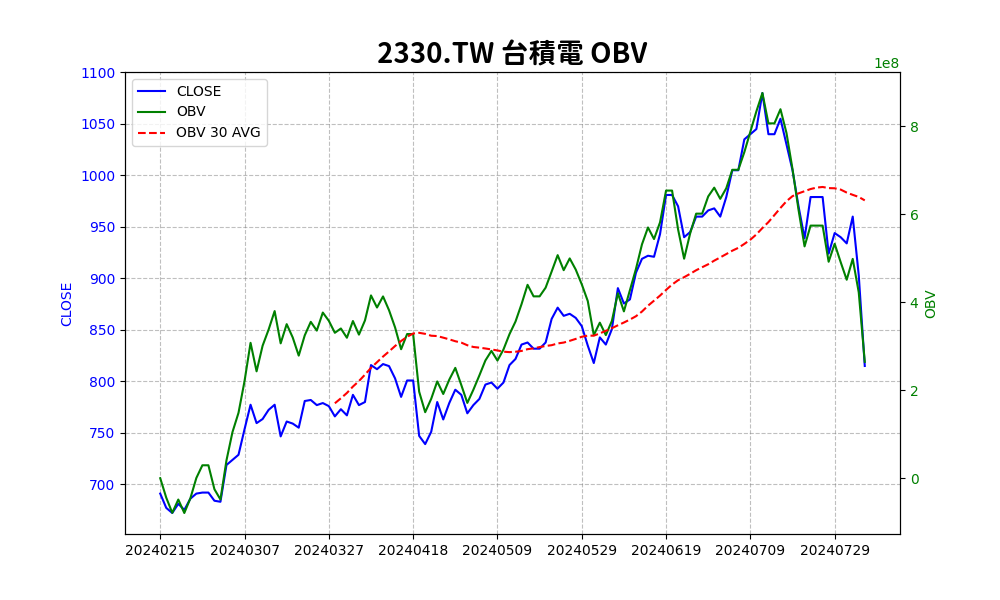 2330.TW 台積電 OBV
1e8
CLOSE
OBV
OBV 30 AVG
1100
1050
1000
950
900
850
800
750
700
CLOSE
8
6
4
2
0
OBV
20240215 20240307 20240327 20240418 20240509 20240529 20240619 20240709 20240729